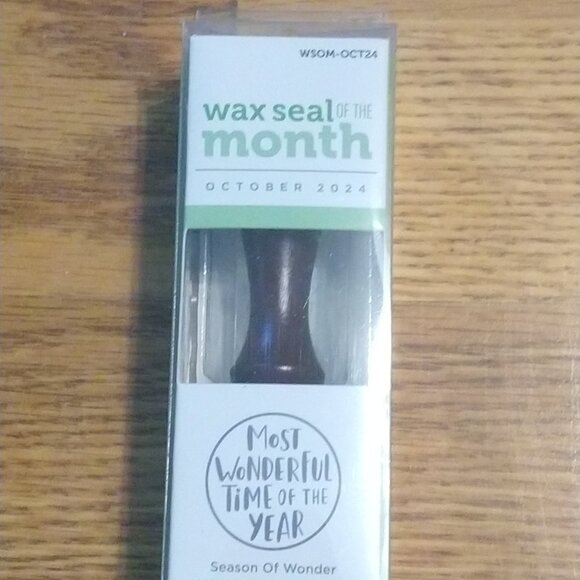 WSOM-OCT24
wax seal OF THE
month
OCTOBER 2024
MOST
WONDERFUL
TIME OF THE
YEAR
Season Of Wonder